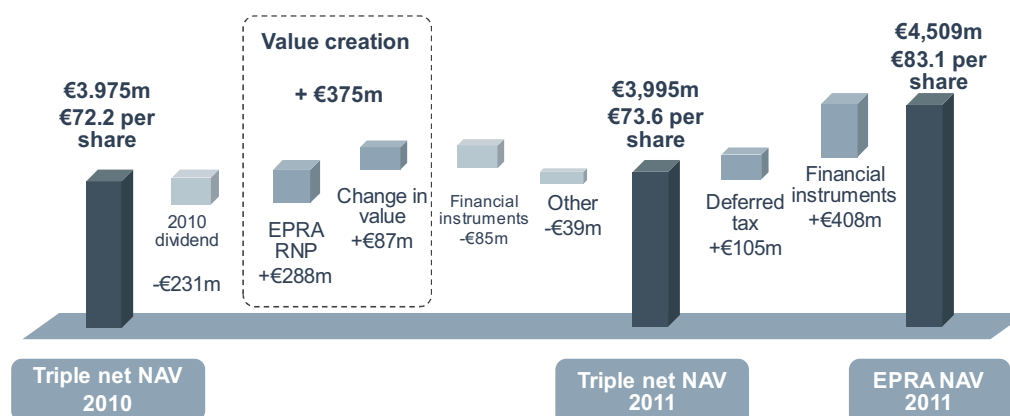 Value creation
+ €375m
€3.975m
€72.2 per
share
2010
dividend
-€231m
EPRA
RNP
+€288m
Change in
value
+€87m
Financial
instruments
-€85m
Other
-€39m
€3,995m
€73.6 per
share
Deferred
tax
+€105m
Financial
instruments
+€408m
€4,509m
€83.1 per
share
Triple net NAV
2010
Triple net NAV
2011
EPRA NAV
2011